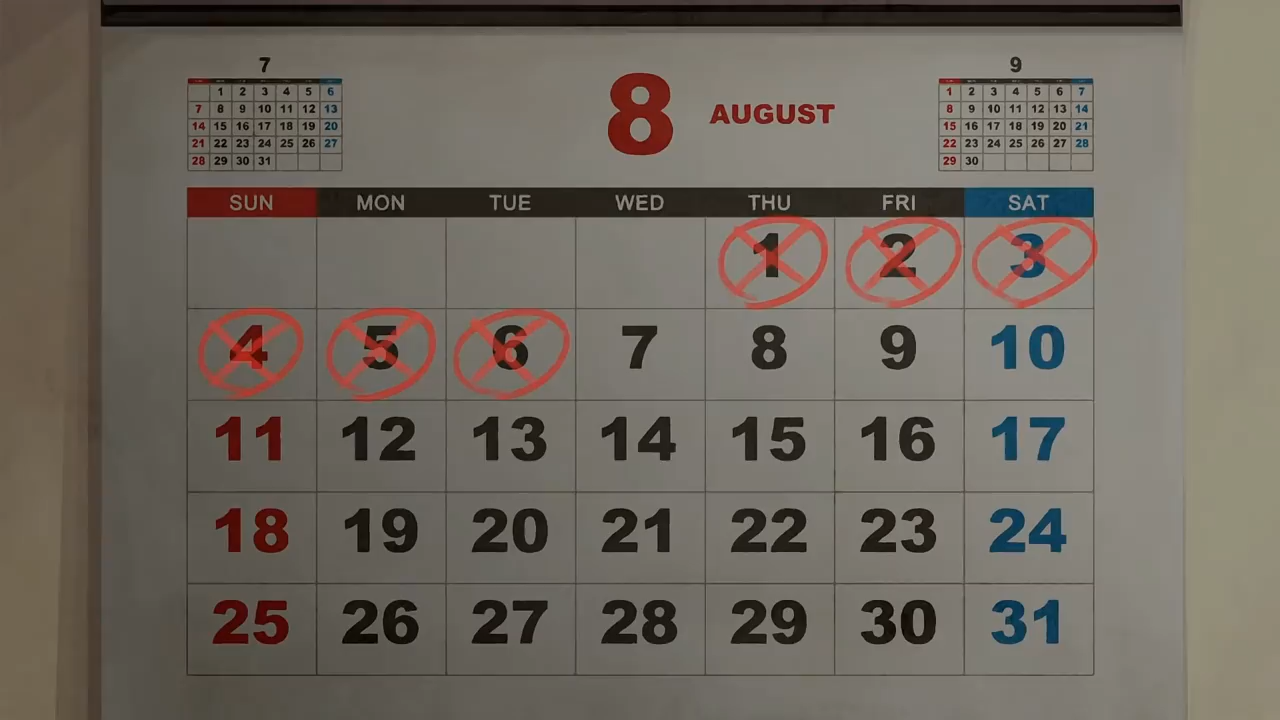 7
1 2 3 4 5 6
7 8 9 10 11 12 13
14 15 16 17 18 19 20
21 22 23 24 25 26 27
28 29 30 31
8 AUGUST
9
1 2 3 4 5 6 7
8 9 10 11 12 13 14
15 16 17 18 19 20 21
22 23 24 25 26 27 28
29 30
SUN MON TUE WED THU FRI SAT
1 2 3
4 5 6 7 8 9 10
11 12 13 14 15 16 17
18 19 20 21 22 23 24
25 26 27 28 29 30 31